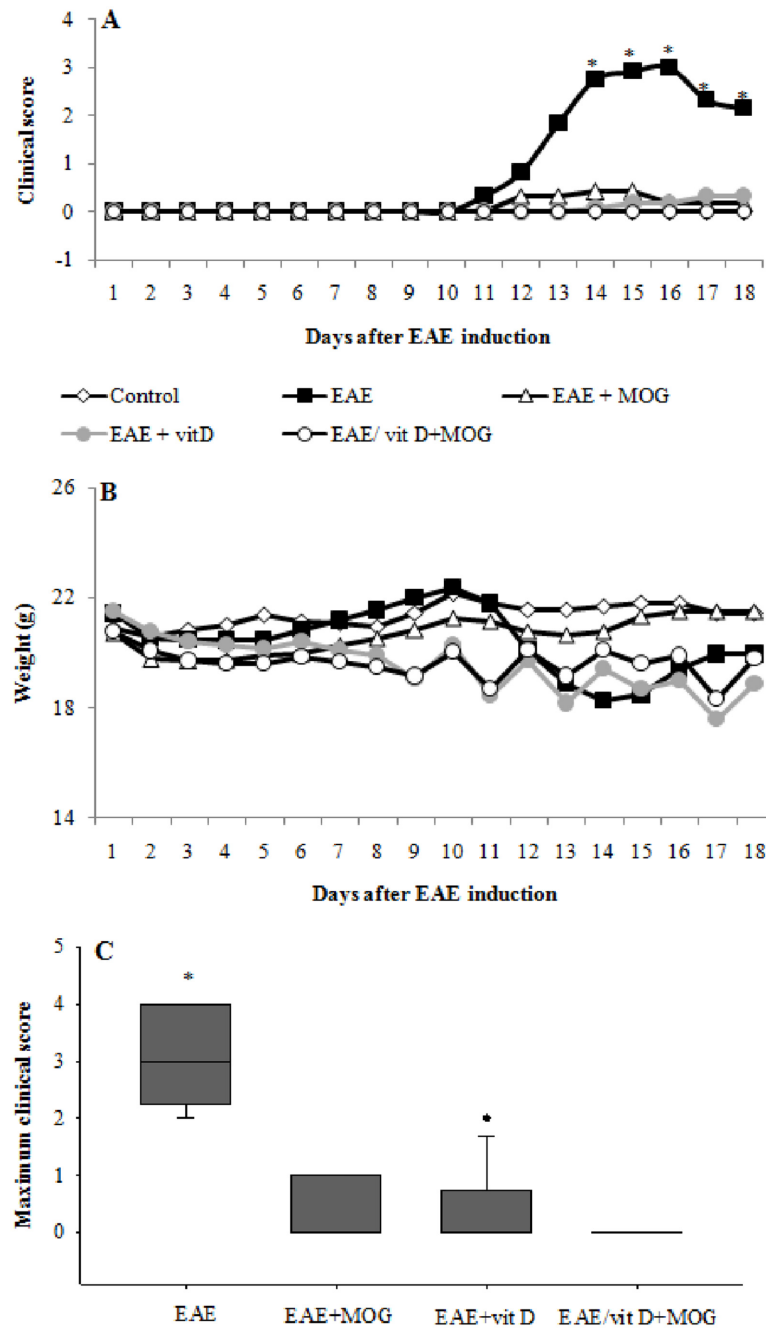 A
4
3
2
1
0
-1
Clinical score
* * * * *
1 2 3 4 5 6 7 8 9 10 11 12 13 14 15 16 17 18
Days after EAE induction
Control EAE EAE + MOG
EAE + vitD EAE/ vit D+MOG
B
26
22
18
14
Weight (g)
1 2 3 4 5 6 7 8 9 10 11 12 13 14 15 16 17 18
Days after EAE induction
C
5
4
3
2
1
0
Maximum clinical score
*
EAE EAE+MOG EAE+vit D EAE/vit D+MOG